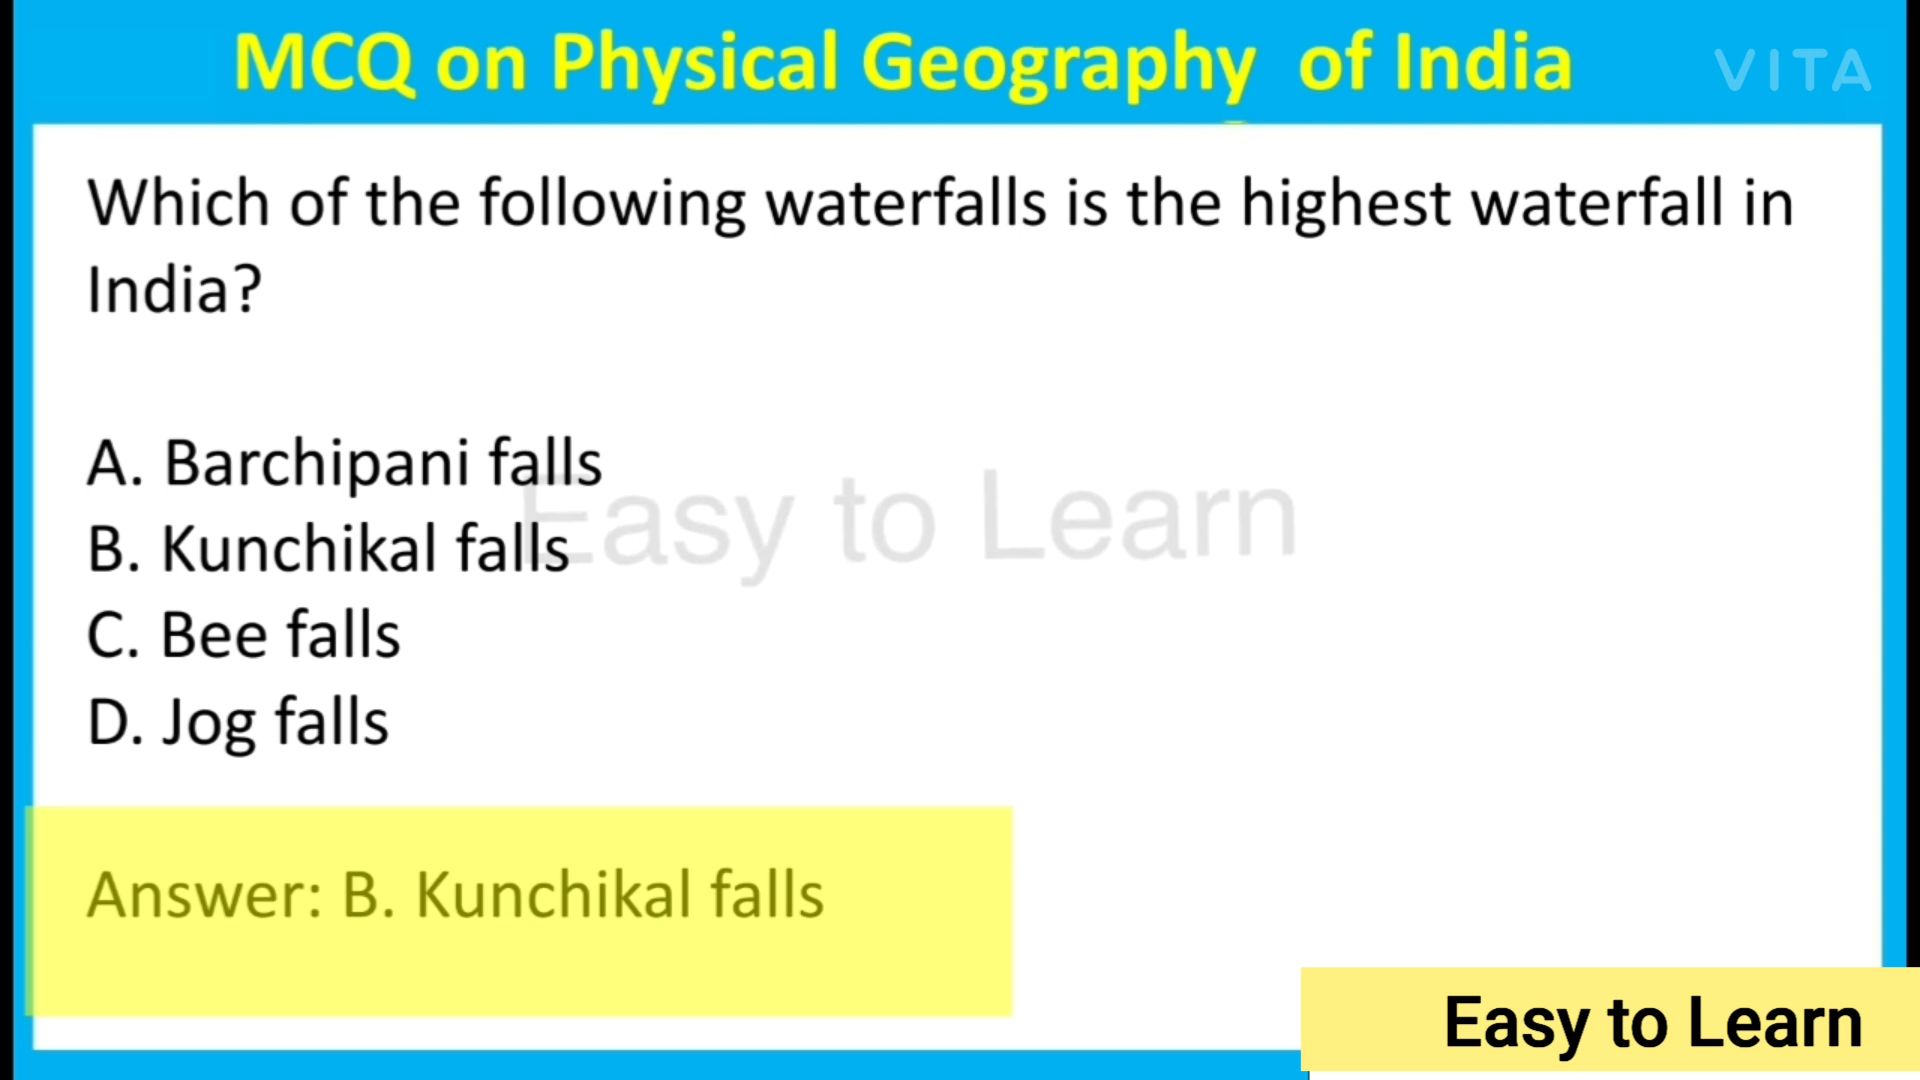 MCQ on Physical Geography of India
VITA
Which of the following waterfalls is the highest waterfall in
India?
A. Barchipani falls
B. Kunchikal falls
C. Bee falls
D. Jog falls
Easy to Learn
Answer: B. Kunchikal falls
Easy to Learn